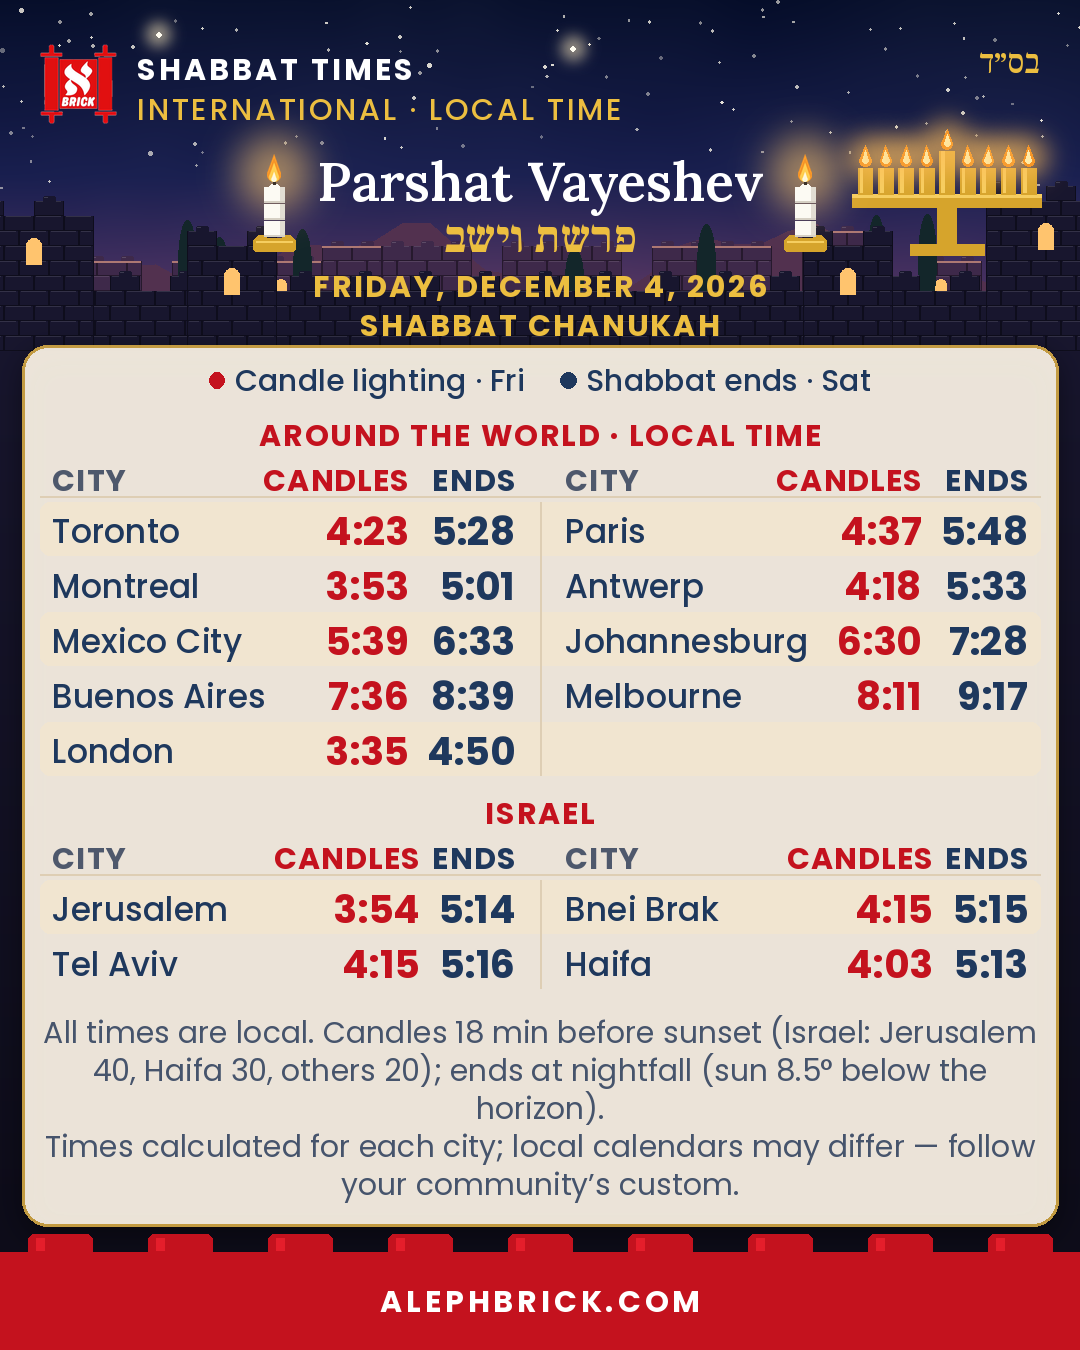 SHABBAT TIMES
בס״ד
BRICK
INTERNATIONAL · LOCAL TIME
Parshat Vayeshev
פרשת וישב
FRIDAY, DECEMBER 4, 2026
SHABBAT CHANUKAH
Candle lighting · Fri Shabbat ends · Sat
AROUND THE WORLD · LOCAL TIME
CITY CANDLES ENDS CITY CANDLES ENDS
Toronto 4:23 5:28 Paris 4:37 5:48
Montreal 3:53 5:01 Antwerp 4:18 5:33
Mexico City 5:39 6:33 Johannesburg 6:30 7:28
Buenos Aires 7:36 8:39 Melbourne 8:11 9:17
London 3:35 4:50
ISRAEL
CITY CANDLES ENDS CITY CANDLES ENDS
Jerusalem 3:54 5:14 Bnei Brak 4:15 5:15
Tel Aviv 4:15 5:16 Haifa 4:03 5:13
All times are local. Candles 18 min before sunset (Israel: Jerusalem
40, Haifa 30, others 20); ends at nightfall (sun 8.5° below the
horizon).
Times calculated for each city; local calendars may differ — follow
your community’s custom.
ALEPHBRICK.COM